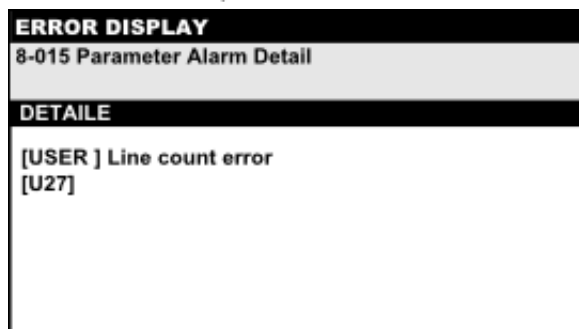 ERROR DISPLAY
8-015 Parameter Alarm Detail
DETAILE
[USER ] Line count error
[U27]